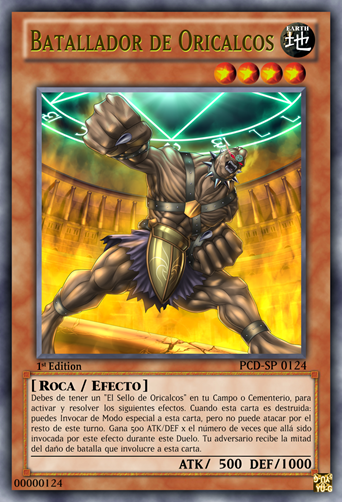 BATALLADOR DE ORICALCOS
EARTH
地
1st Edition
PCD-SP 0124
[ ROCA / EFECTO ]
Debes de tener un "El Sello de Oricalcos" en tu Campo o Cementerio, para
activar y resolver los siguientes efectos. Cuando esta carta es destruida:
puedes Invocar de Modo especial a esta carta, pero no puede atacar por el
resto de este turno. Gana 500 ATK/DEF x el número de veces que allá sido
invocada por este efecto durante este Duelo. Tu adversario recibe la mitad
del daño de batalla que involucre a esta carta.
ATK/ 500 DEF/1000
00000124